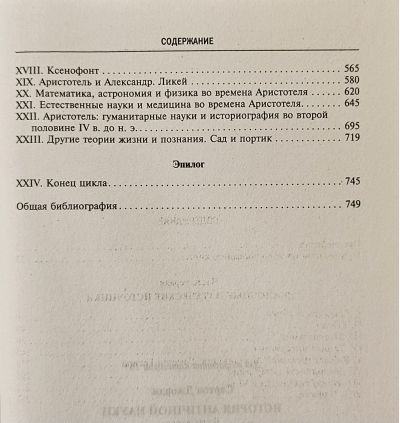 СОДЕРЖАНИЕ
XVIII. Ксенофонт 565
XIX. Аристотель и Александр. Ликей 580
XX. Математика, астрономия и физика во времена Аристотеля 620
XXI. Естественные науки и медицина во времена Аристотеля. 645
XXII. Аристотель: гуманитарные науки и историография во второй
половине IV в. до н. э. 695
XXIII. Другие теории жизни и познания. Сад и портик 719
Эпилог
XXIV. Конец цикла 745
Общая библиография 749